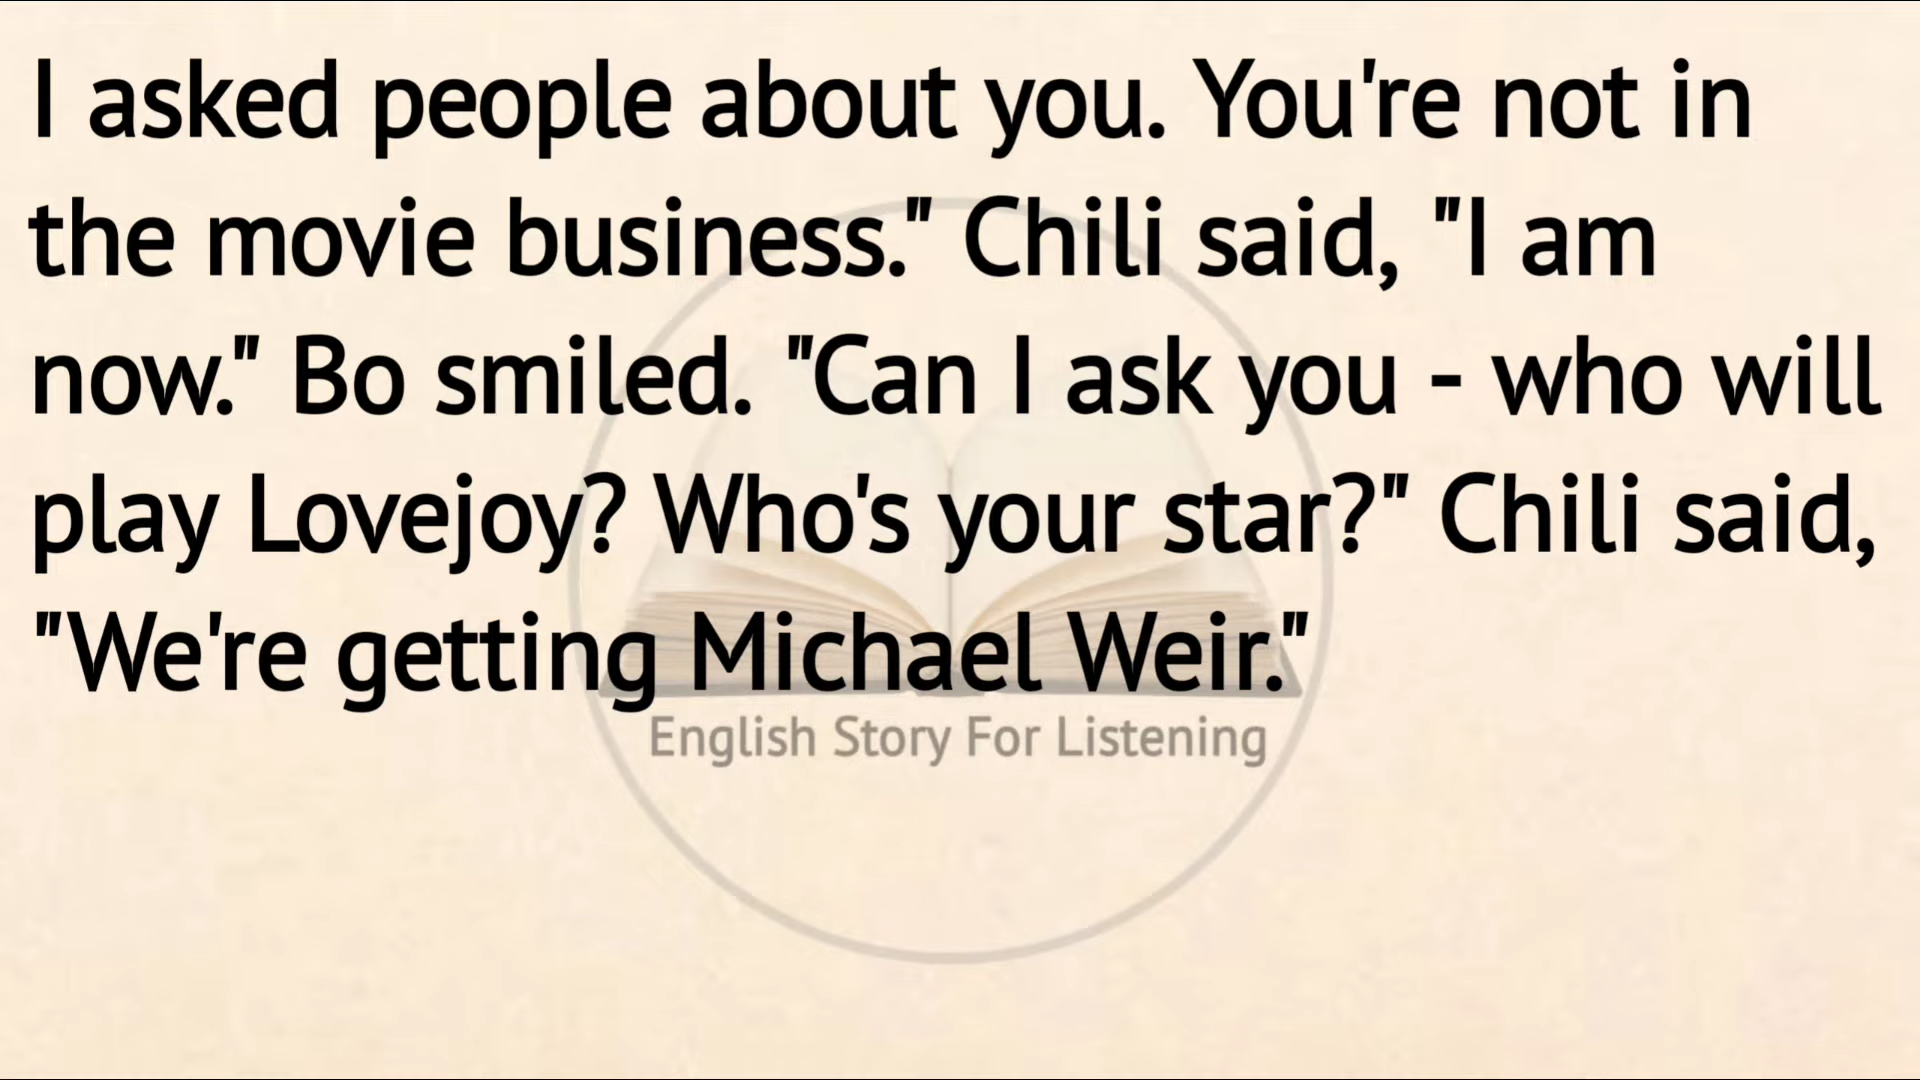 I asked people about you. You're not in
the movie business." Chili said, "I am
now." Bo smiled. "Can I ask you - who will
play Lovejoy? Who's your star?" Chili said,
"We're getting Michael Weir."
English Story For Listening